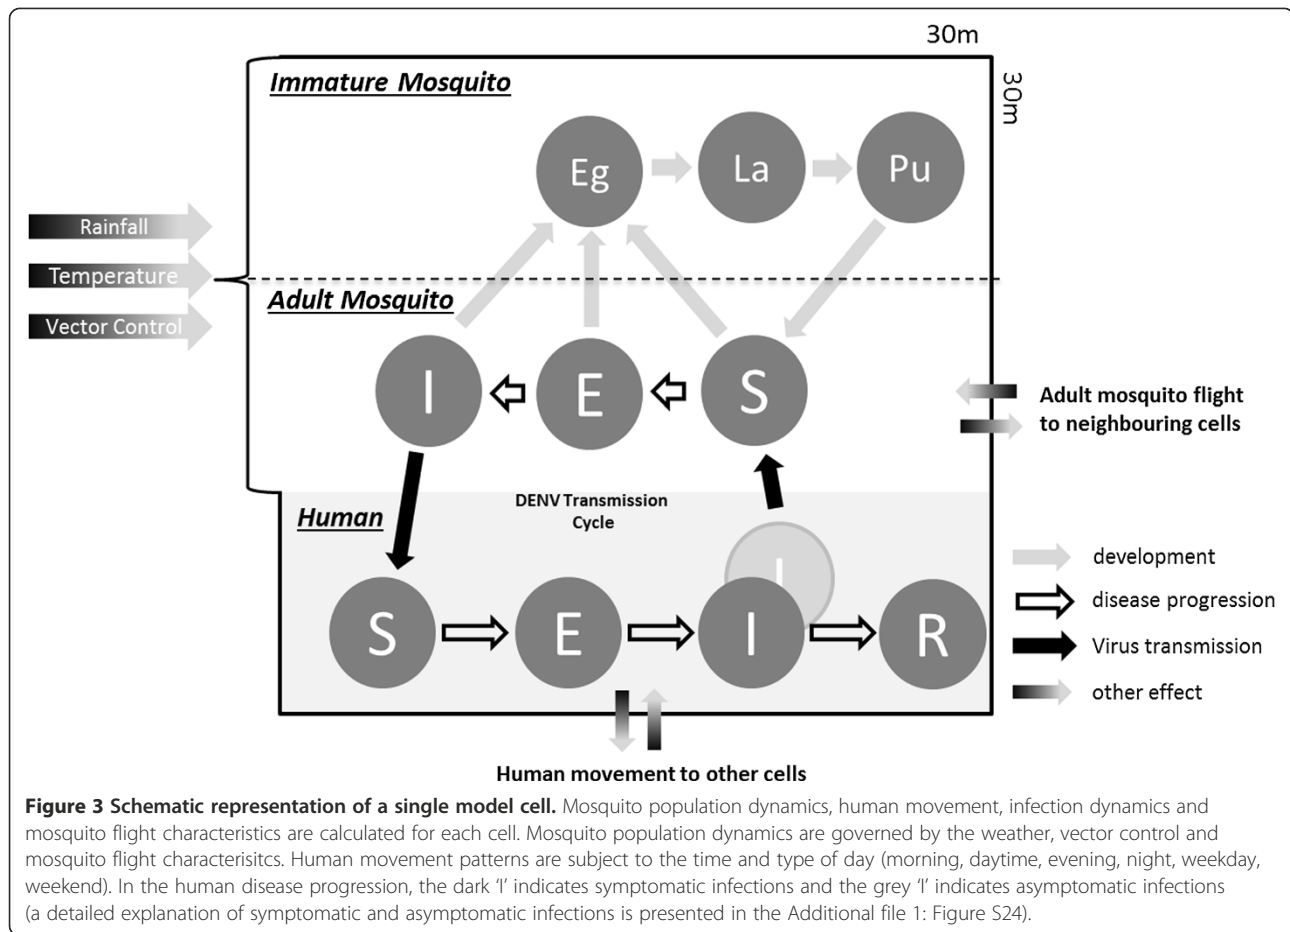 30m
30m
Immature Mosquito
Eg
La
Pu
Rainfall
Temperature
Vector Control
Adult Mosquito
I
E
S
Adult mosquito flight
to neighbouring cells
DENV Transmission
Cycle
Human
I
S
E
I
R
development
disease progression
Virus transmission
other effect
Human movement to other cells
Figure 3 Schematic representation of a single model cell. Mosquito population dynamics, human movement, infection dynamics and
mosquito flight characteristics are calculated for each cell. Mosquito population dynamics are governed by the weather, vector control and
mosquito flight characterisitcs. Human movement patterns are subject to the time and type of day (morning, daytime, evening, night, weekday,
weekend). In the human disease progression, the dark ‘I’ indicates symptomatic infections and the grey ‘I’ indicates asymptomatic infections
(a detailed explanation of symptomatic and asymptomatic infections is presented in the Additional file 1: Figure S24).